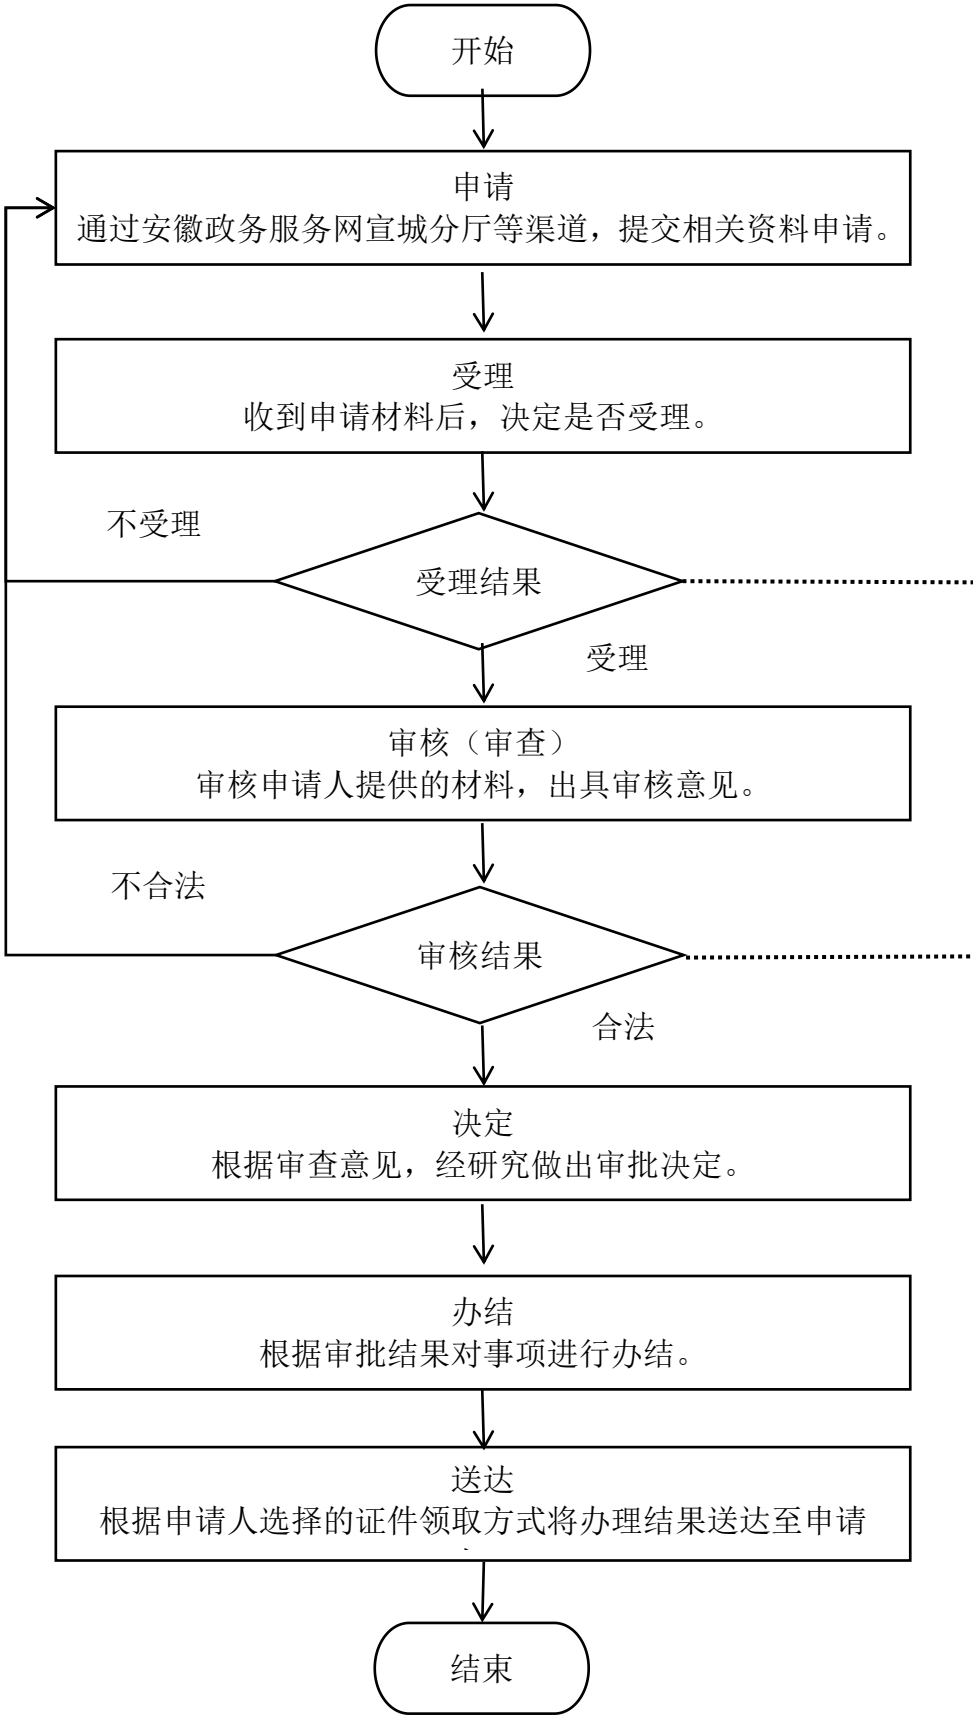 开始
申请
通过安徽政务服务网宣城分厅等渠道，提交相关资料申请。
受理
收到申请材料后，决定是否受理。
不受理
受理结果
受理
审核（审查）
审核申请人提供的材料，出具审核意见。
不合法
审核结果
合法
决定
根据审查意见，经研究做出审批决定。
办结
根据审批结果对事项进行办结。
送达
根据申请人选择的证件领取方式将办理结果送达至申请
结束